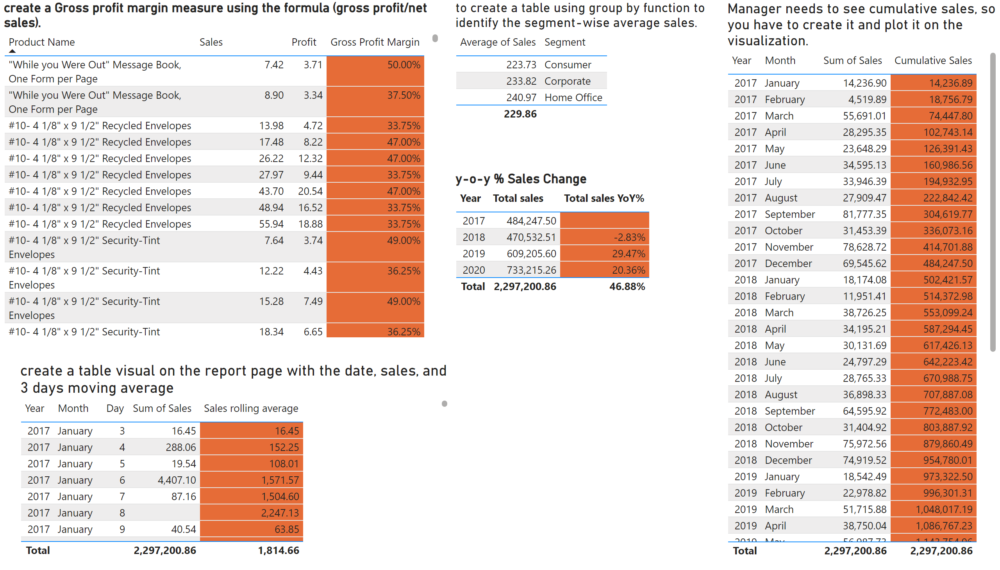 create a Gross profit margin measure using the formula (gross profit/net
sales).
Product Name Sales Profit Gross Profit Margin
"While you Were Out" Message Book, 7.42 3.71 50.00%
One Form per Page
"While you Were Out" Message Book, 8.90 3.34 37.50%
One Form per Page
#10- 4 1/8" x 9 1/2" Recycled Envelopes 13.98 4.72 33.75%
#10- 4 1/8" x 9 1/2" Recycled Envelopes 17.48 8.22 47.00%
#10- 4 1/8" x 9 1/2" Recycled Envelopes 26.22 12.32 47.00%
#10- 4 1/8" x 9 1/2" Recycled Envelopes 27.97 9.44 33.75%
#10- 4 1/8" x 9 1/2" Recycled Envelopes 43.70 20.54 47.00%
#10- 4 1/8" x 9 1/2" Recycled Envelopes 48.94 16.52 33.75%
#10- 4 1/8" x 9 1/2" Recycled Envelopes 55.94 18.88 33.75%
#10- 4 1/8" x 9 1/2" Security-Tint 7.64 3.74 49.00%
Envelopes
#10- 4 1/8" x 9 1/2" Security-Tint 12.22 4.43 36.25%
Envelopes
#10- 4 1/8" x 9 1/2" Security-Tint 15.28 7.49 49.00%
Envelopes
#10- 4 1/8" x 9 1/2" Security-Tint 18.34 6.65 36.25%
create a table visual on the report page with the date, sales, and
3 days moving average
Year Month Day Sum of Sales Sales rolling average
2017 January 3 16.45 16.45
2017 January 4 288.06 152.25
2017 January 5 19.54 108.01
2017 January 6 4,407.10 1,571.57
2017 January 7 87.16 1,504.60
2017 January 8 2,247.13
2017 January 9 40.54 63.85
Total 2,297,200.86 1,814.66
to create a table using group by function to
identify the segment-wise average sales.
Average of Sales Segment
223.73 Consumer
233.82 Corporate
240.97 Home Office
229.86
y-o-y % Sales Change
Year Total sales Total sales YoY%
2017 484,247.50
2018 470,532.51 -2.83%
2019 609,205.60 29.47%
2020 733,215.26 20.36%
Total 2,297,200.86 46.88%
Manager needs to see cumulative sales, so
you have to create it and plot it on the
visualization.
Year Month Sum of Sales Cumulative Sales
2017 January 14,236.90 14,236.89
2017 February 4,519.89 18,756.79
2017 March 55,691.01 74,447.80
2017 April 28,295.35 102,743.14
2017 May 23,648.29 126,391.43
2017 June 34,595.13 160,986.56
2017 July 33,946.39 194,932.95
2017 August 27,909.47 222,842.42
2017 September 81,777.35 304,619.77
2017 October 31,453.39 336,073.16
2017 November 78,628.72 414,701.88
2017 December 69,545.62 484,247.50
2018 January 18,174.08 502,421.57
2018 February 11,951.41 514,372.98
2018 March 38,726.25 553,099.24
2018 April 34,195.21 587,294.45
2018 May 30,131.69 617,426.13
2018 June 24,797.29 642,223.42
2018 July 28,765.33 670,988.75
2018 August 36,898.33 707,887.08
2018 September 64,595.92 772,483.00
2018 October 31,404.92 803,887.92
2018 November 75,972.56 879,860.49
2018 December 74,919.52 954,780.01
2019 January 18,542.49 973,322.50
2019 February 22,978.82 996,301.31
2019 March 51,715.88 1,048,017.19
2019 April 38,750.04 1,086,767.23
2019 May
Total 2,297,200.86 2,297,200.86